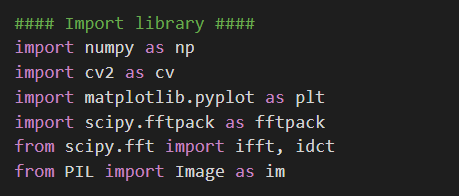 #### Import library ####
import numpy as np
import cv2 as cv
import matplotlib.pyplot as plt
import scipy.fftpack as fftpack
from scipy.fft import ifft, idct
from PIL import Image as im